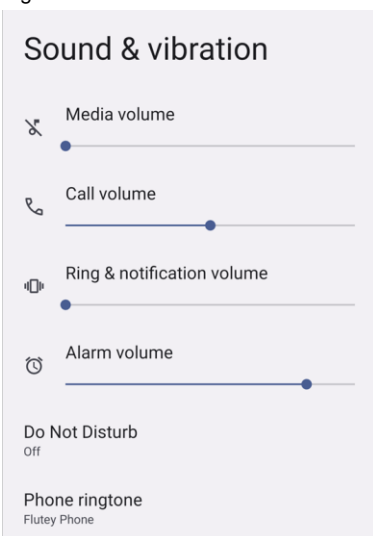 Sound & vibration
Media volume
Call volume
Ring & notification volume
Alarm volume
Do Not Disturb
Off
Phone ringtone
Flutey Phone